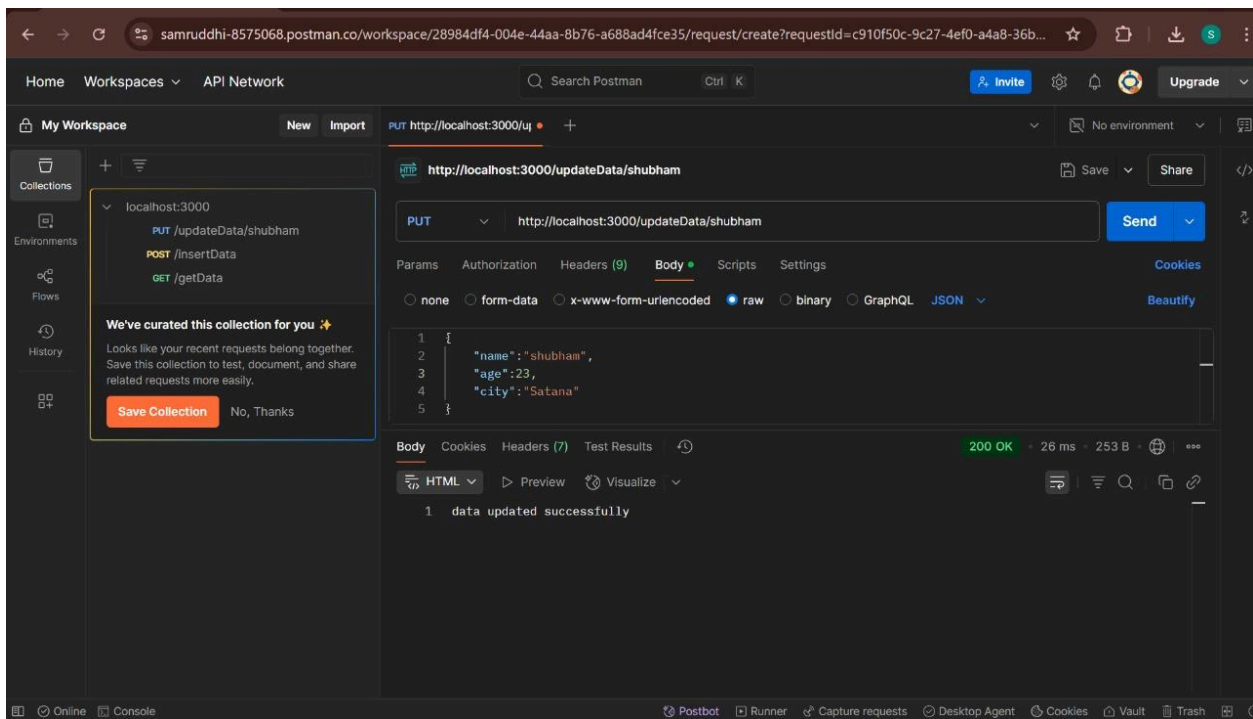 samruddhi-8575068.postman.co/workspace/28984df4-004e-44aa-8b76-a688ad4fce35/request/create?requestId=c910f50c-9c27-4ef0-a4a8-36b...
S
Home Workspaces API Network Search Postman Ctrl K Invite Upgrade
My Workspace New Import PUT http://localhost:3000/up No environment
Collections
Environments
Flows
History
localhost:3000
PUT /updateData/shubham
POST /insertData
GET /getData
We've curated this collection for you
Looks like your recent requests belong together.
Save this collection to test, document, and share
related requests more easily.
Save Collection No, Thanks
HTTP http://localhost:3000/updateData/shubham Save Share
PUT http://localhost:3000/updateData/shubham Send
Params Authorization Headers (9) Body Scripts Settings Cookies
none form-data x-www-form-urlencoded raw binary GraphQL JSON Beautify
1 {
2 "name":"shubham",
3 "age":23,
4 "city":"Satana"
5 }
Body Cookies Headers (7) Test Results 200 OK 26 ms 253 B
HTML Preview Visualize
1 data updated successfully
Online Console Postbot Runner Capture requests Desktop Agent Cookies Vault Trash